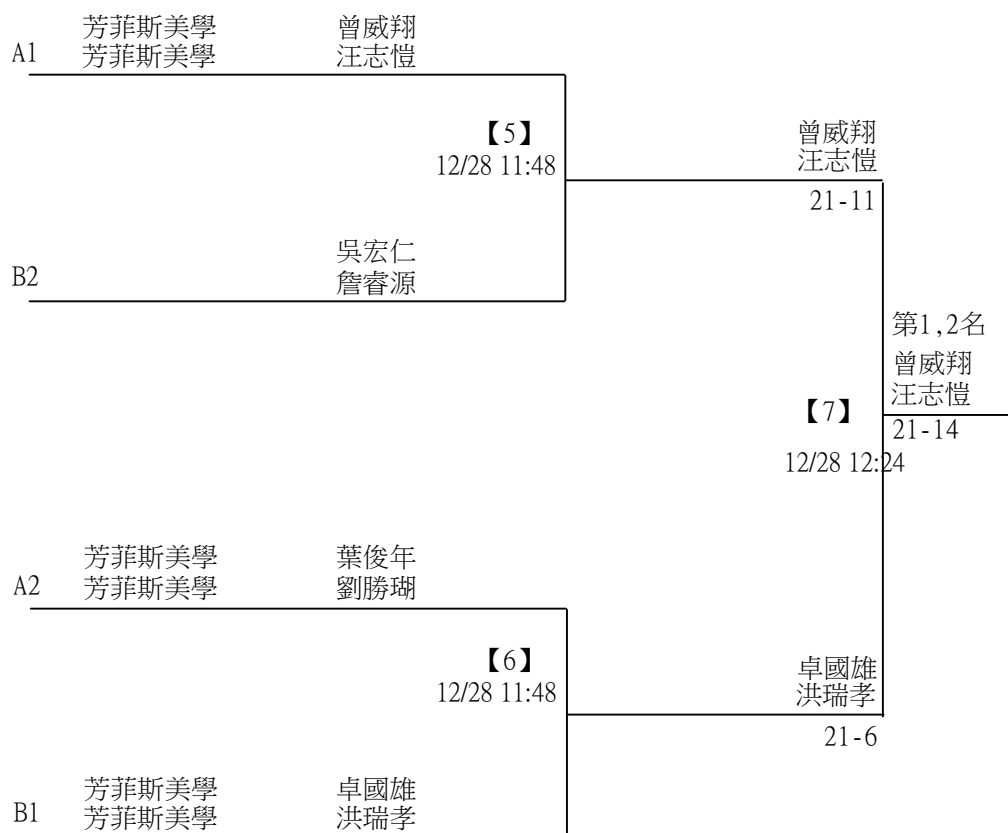 芳菲斯美學 曾威翔
A1 芳菲斯美學 汪志愷
【5】
12/28 11:48
曾威翔
汪志愷
21-11
吳宏仁
B2 詹睿源
第1,2名
曾威翔
汪志愷
【7】
21-14
12/28 12:24
芳菲斯美學 葉俊年
A2 芳菲斯美學 劉勝瑚
【6】
12/28 11:48
卓國雄
洪瑞孝
21-6
芳菲斯美學 卓國雄
B1 芳菲斯美學 洪瑞孝